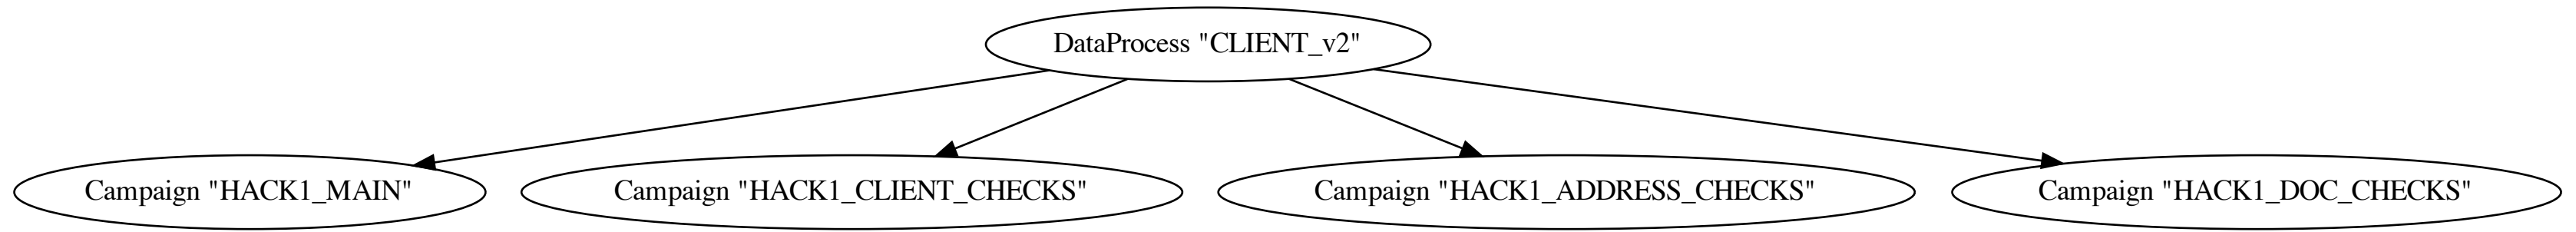 DataProcess "CLIENT_v2"
Campaign "HACK1_MAIN"
Campaign "HACK1_CLIENT_CHECKS"
Campaign "HACK1_ADDRESS_CHECKS"
Campaign "HACK1_DOC_CHECKS"